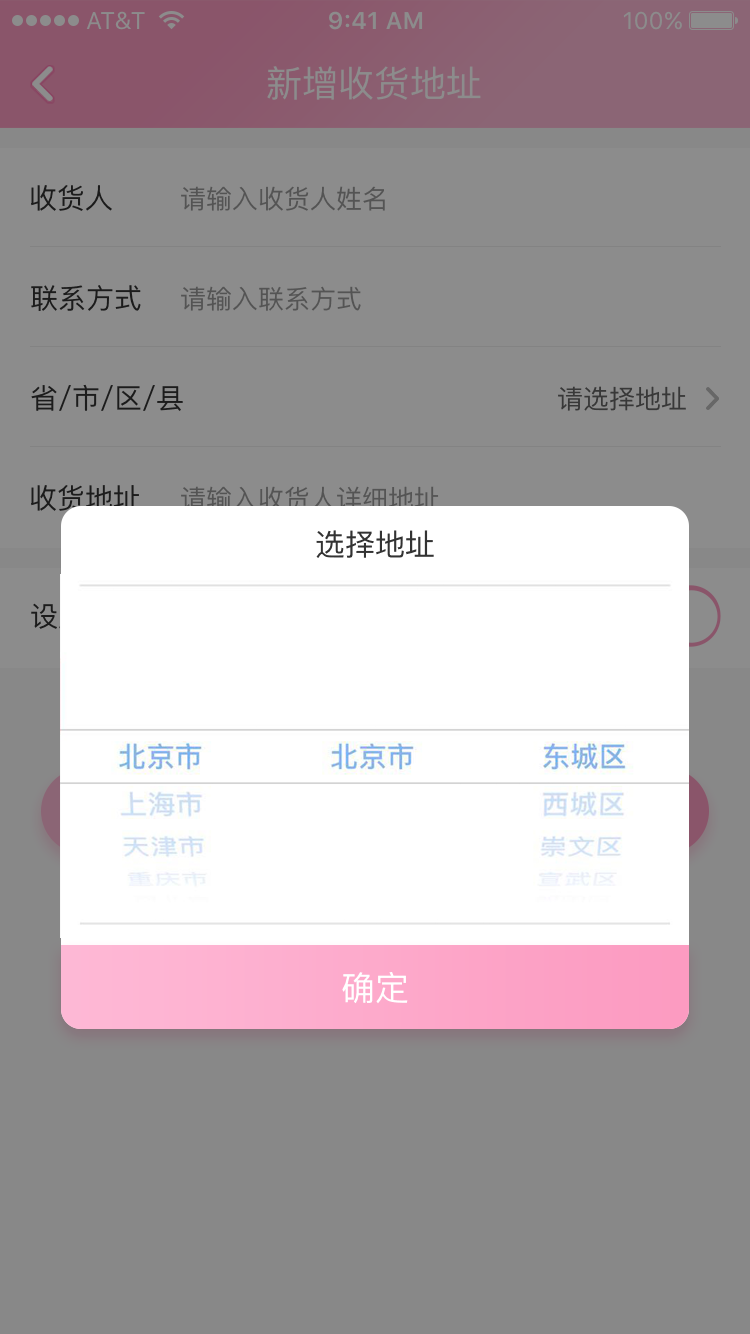 AT&T 9:41 AM 100%
新增收货地址
收货人 请输入收货人姓名
联系方式 请输入联系方式
省/市/区/县 请选择地址
收货地址 请输入收货人详细地址
选择地址
设
北京市 北京市 东城区
上海市 西城区
天津市 崇文区
重庆市 宣武区
确定